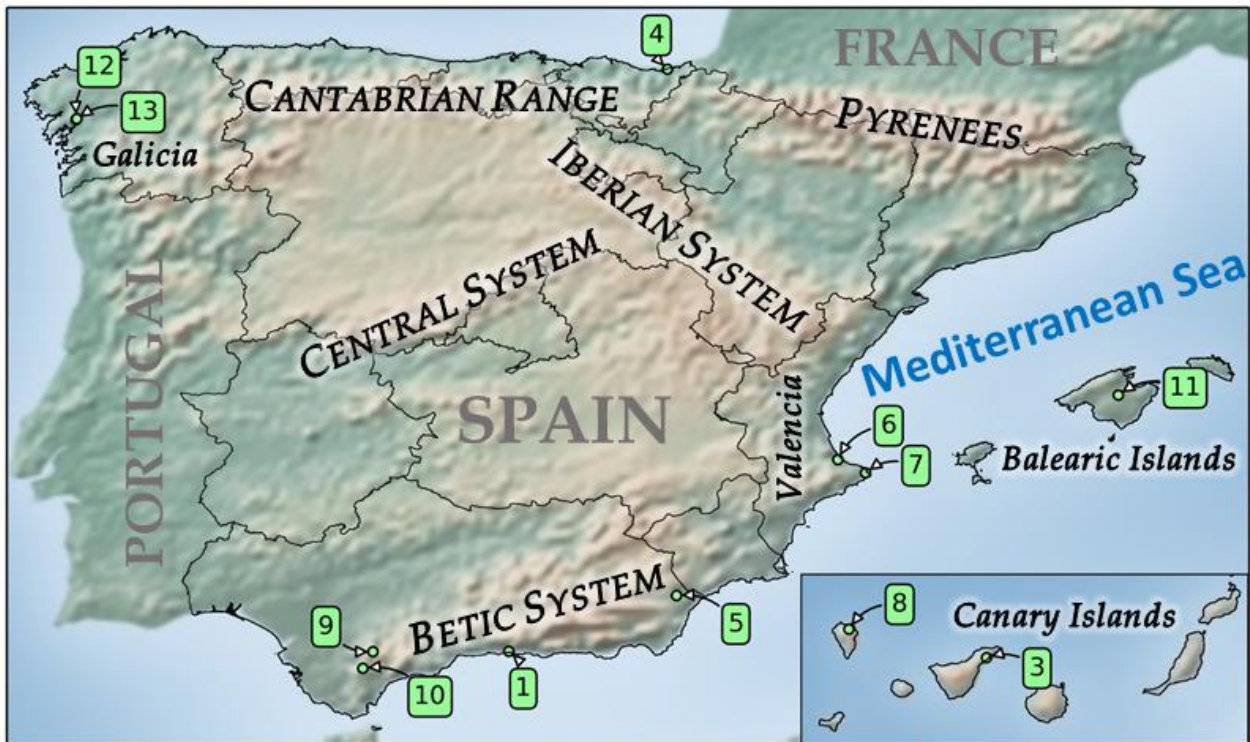 4
FRANCE
12
CANTABRIAN RANGE
13
PYRENEES
Galicia
IBERIAN SYSTEM
CENTRAL SYSTEM
PORTUGAL
Mediterranean Sea
SPAIN
Valencia
11
6
Balearic Islands
7
BETIC SYSTEM
5
8
Canary Islands
9
10
1
3